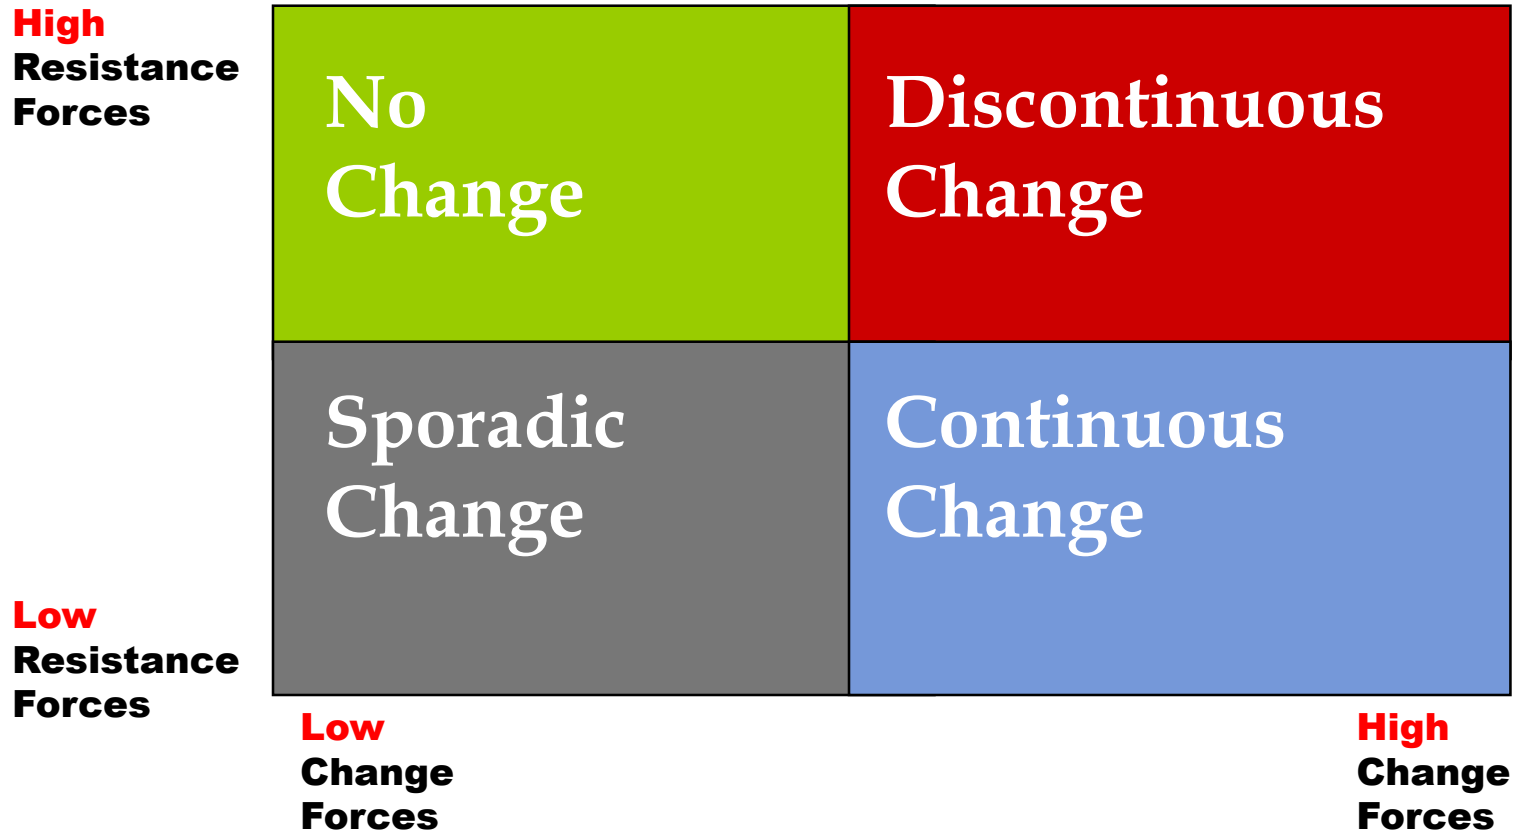 High
Resistance
Forces
No
Change
Discontinuous
Change
Sporadic
Change
Continuous
Change
Low
Resistance
Forces
Low
Change
Forces
High
Change
Forces